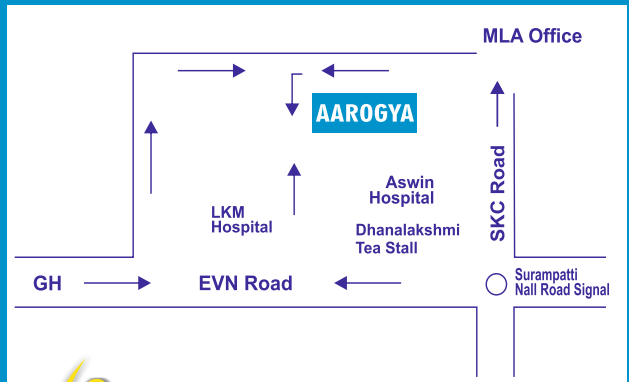 MLA Office
AAROGYA
SKC Road
Aswin
Hospital
LKM
Hospital
Dhanalakshmi
Tea Stall
GH
EVN Road
Surampatti
Nall Road Signal